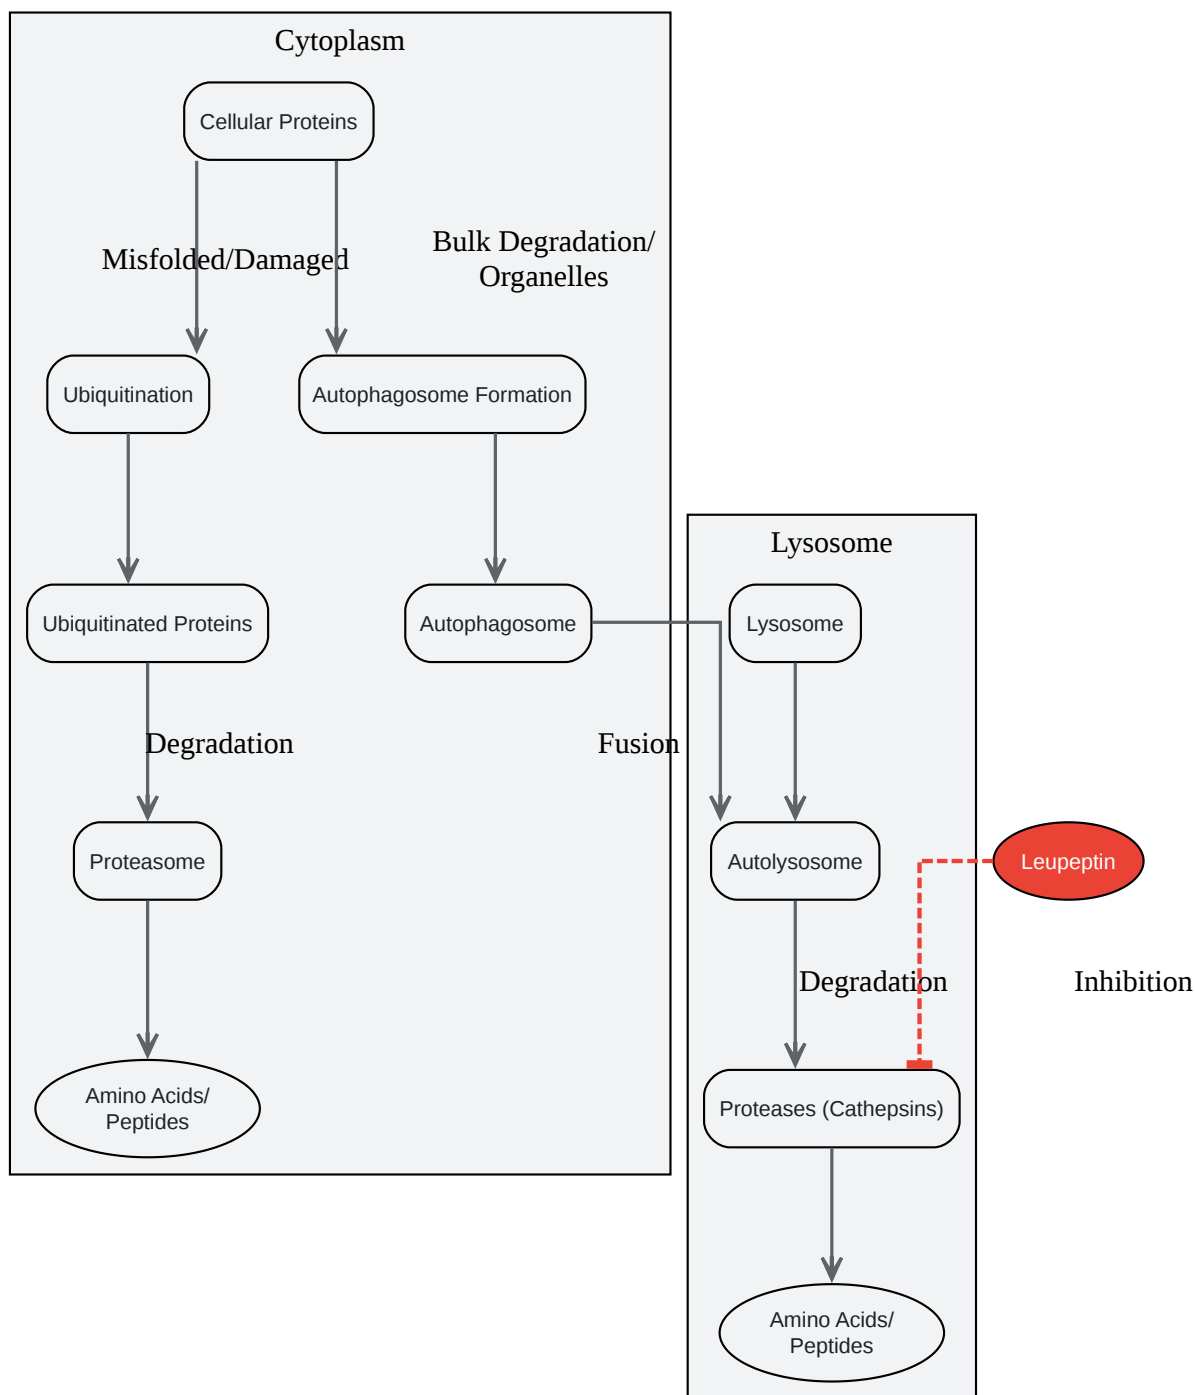 Cytoplasm
Cellular Proteins
Misfolded/Damaged
Bulk Degradation/
Organelles
Ubiquitination
Autophagosome Formation
Lysosome
Ubiquitinated Proteins
Autophagosome
Lysosome
Degradation
Fusion
Proteasome
Autolysosome
Leupeptin
Degradation
Inhibition
Amino Acids/
Peptides
Proteases (Cathepsins)
Amino Acids/
Peptides